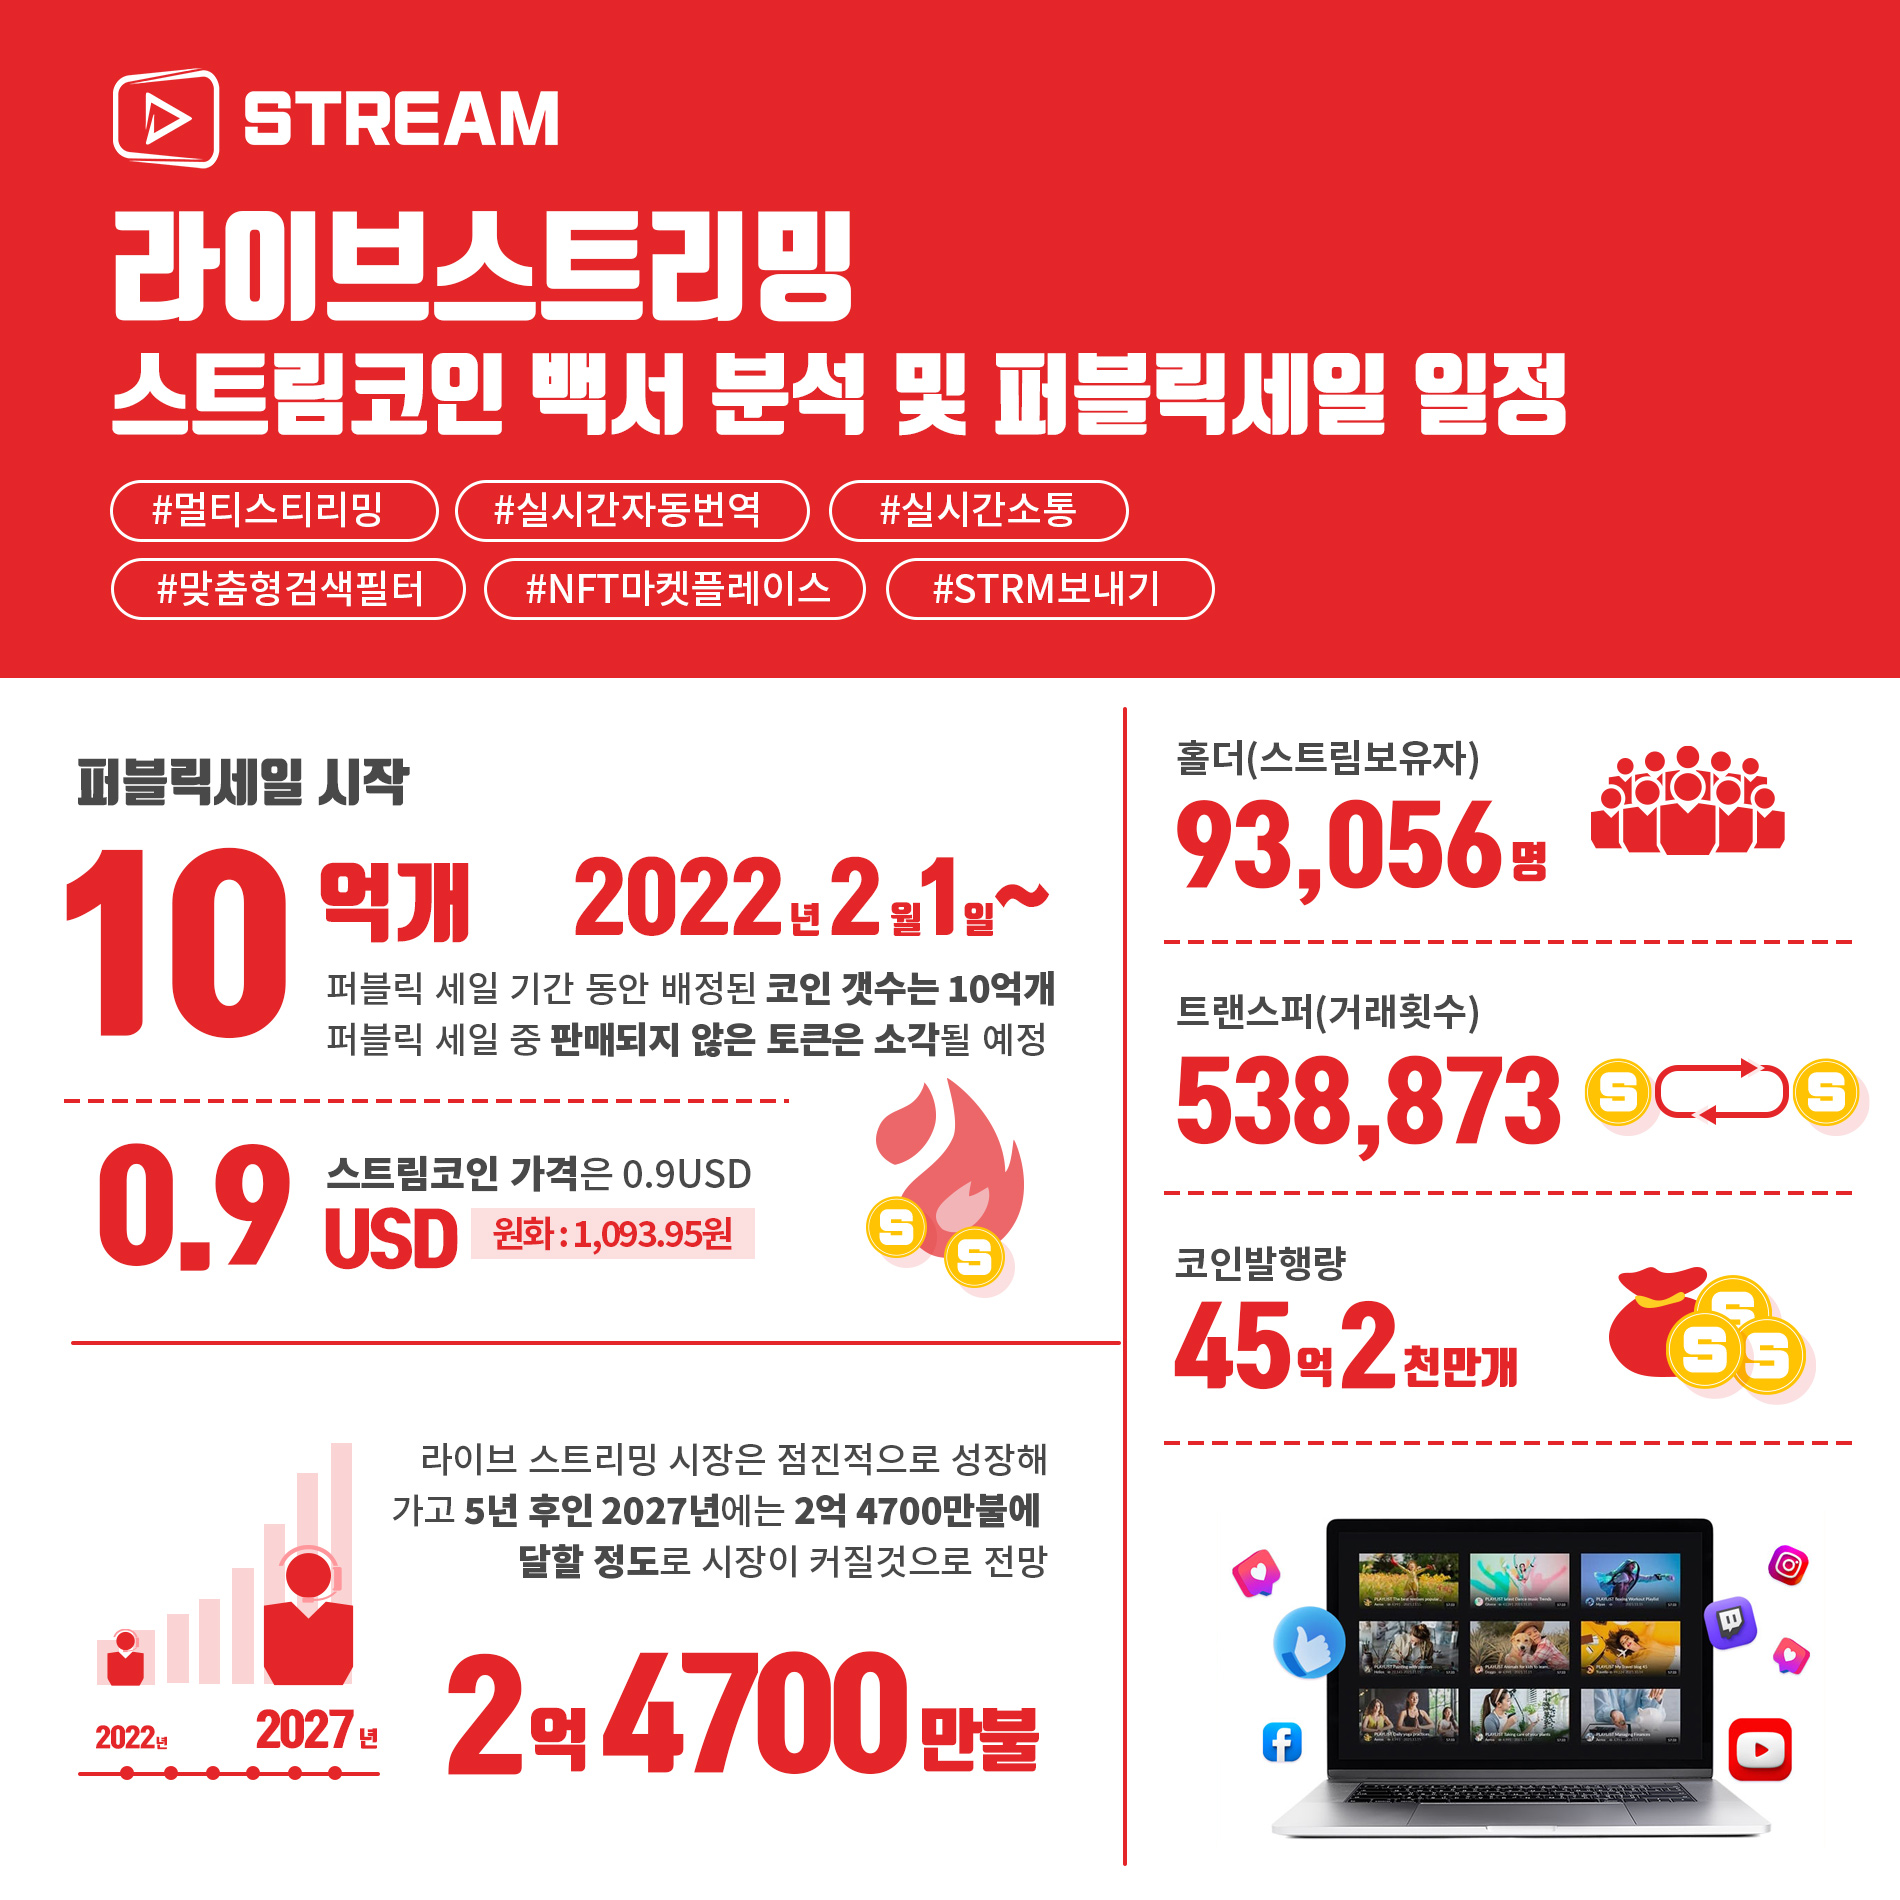 STREAM
라이브스트리밍
스트림코인 백서 분석 및 퍼블릭세일 일정
#멀티스티리밍 #실시간자동번역 #실시간소통
#맞춤형검색필터 #NFT마켓플레이스 #STRM보내기
퍼블릭세일 시작
10억개 2022년 2월1일~
퍼블릭 세일 기간 동안 배정된 코인 갯수는 10억개
퍼블릭 세일 중 판매되지 않은 토큰은 소각될 예정
0.9
스트림코인 가격은 0.9USD
USD 원화 : 1,093.95원
S
S
라이브 스트리밍 시장은 점진적으로 성장해
가고 5년 후인 2027년에는 2억 4700만불에
달할 정도로 시장이 커질것으로 전망
2022년 2027년
2억 4700만불
홀더(스트림보유자)
93,056명
트랜스퍼(거래횟수)
538,873
S S
코인발행량
45억 2천만개
S
S S